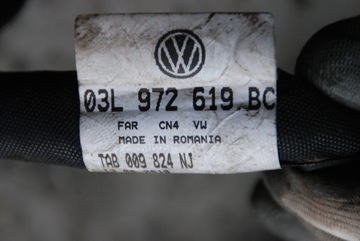 03L 972 619 BC
FAR CN4 VW
MADE IN ROMANIA
TAB 009 824 NJ